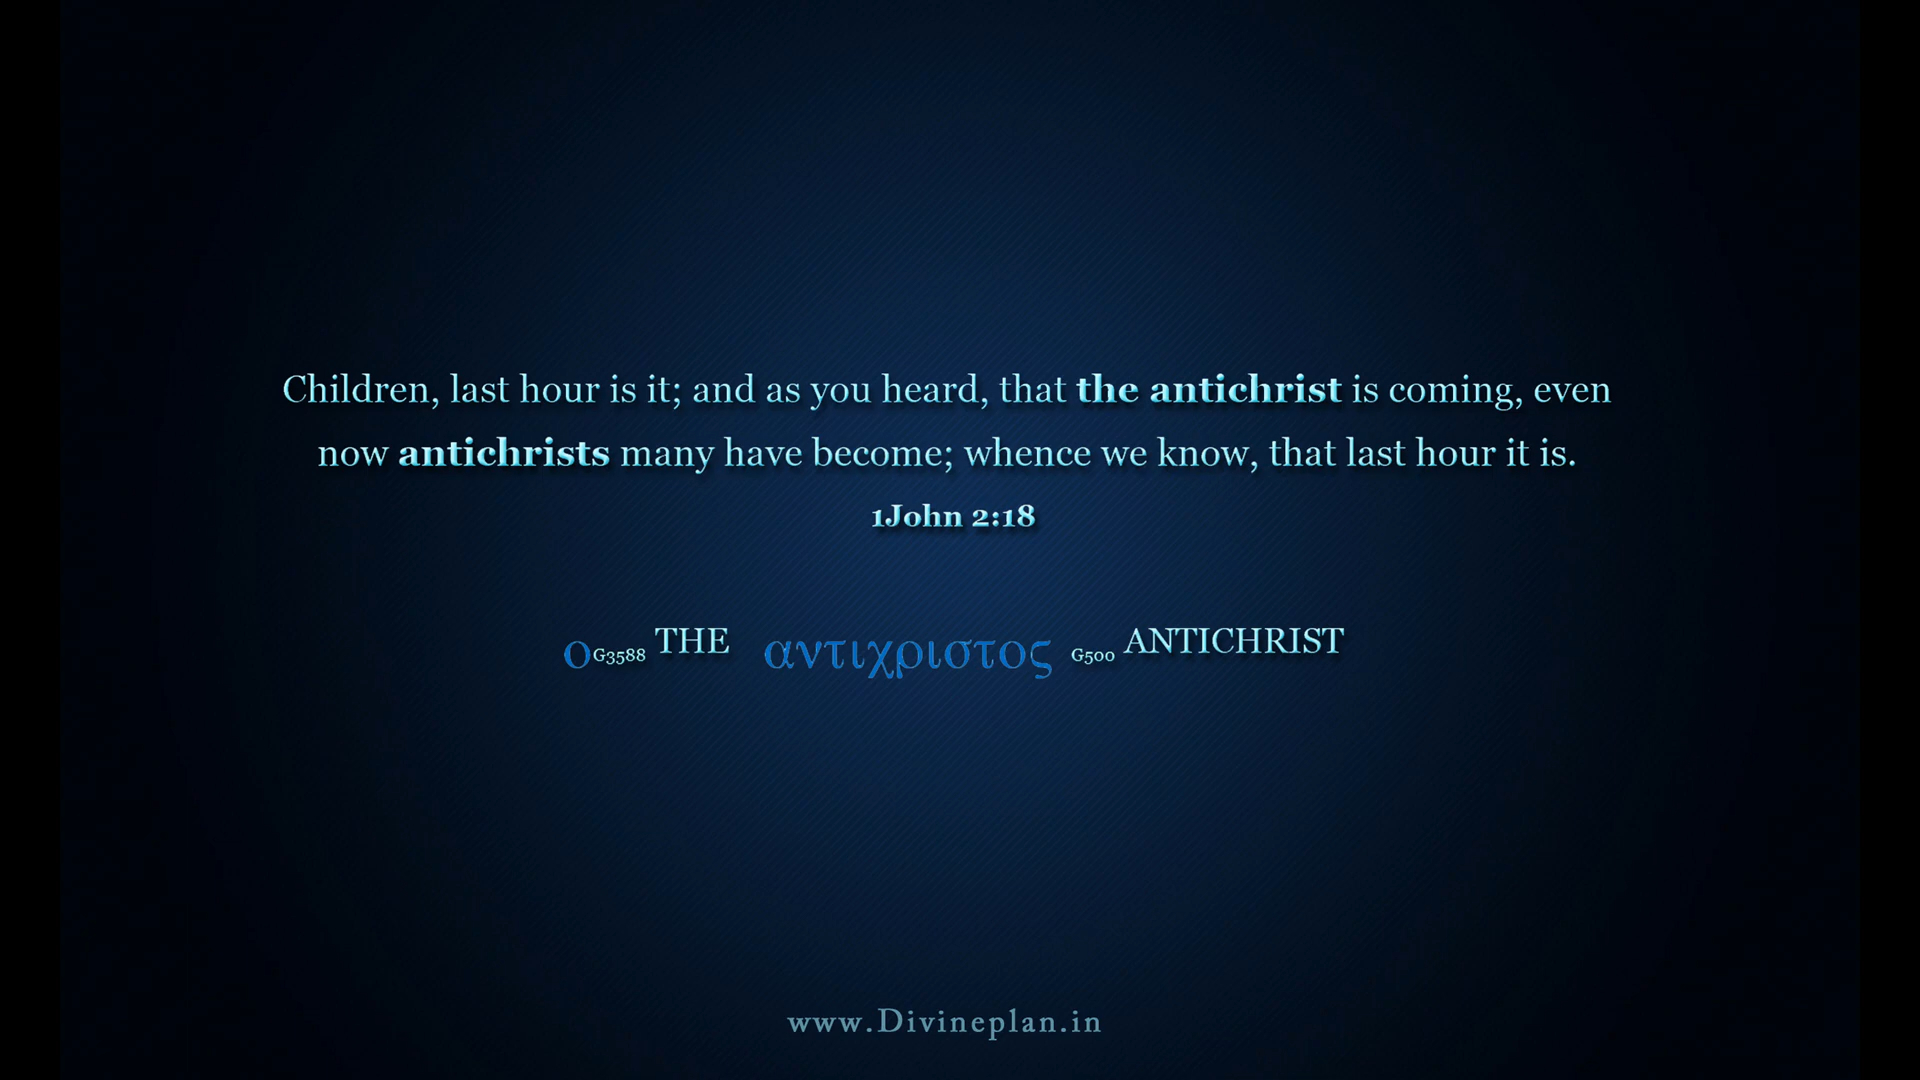 Children, last hour is it; and as you heard, that the antichrist is coming, even
now antichrists many have become; whence we know, that last hour it is.
1John 2:18
ο G3588 THE αντιχριστος G500 ANTICHRIST
www.Divineplan.in